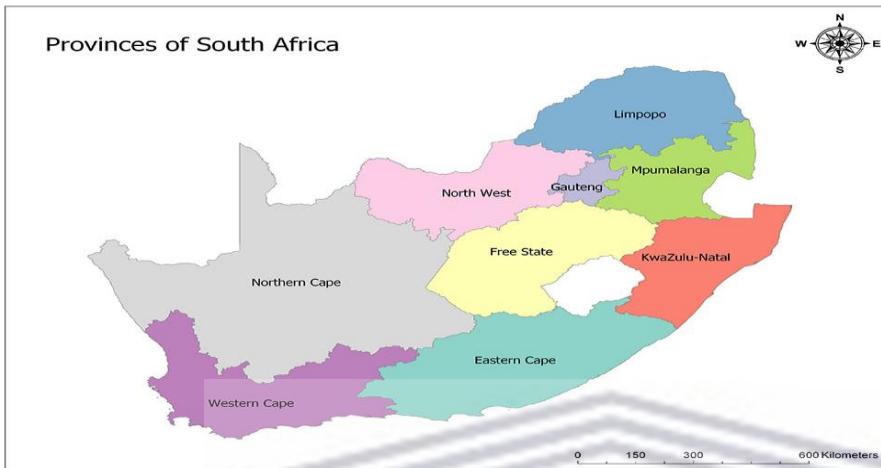 Provinces of South Africa
N
W E
S
Limpopo
Mpumalanga
Gauteng
North West
Free State
KwaZulu-Natal
Northern Cape
Eastern Cape
Western Cape
0 150 300 600 Kilometers